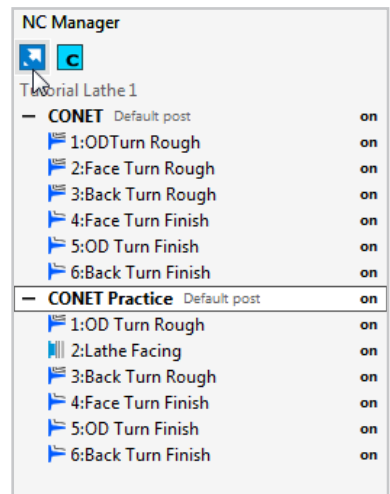 NC Manager
C
Tutorial Lathe 1
CONET Default post on
1:ODTurn Rough on
2:Face Turn Rough on
3:Back Turn Rough on
4:Face Turn Finish on
5:OD Turn Finish on
6:Back Turn Finish on
CONET Practice Default post on
1:OD Turn Rough on
2:Lathe Facing on
3:Back Turn Rough on
4:Face Turn Finish on
5:OD Turn Finish on
6:Back Turn Finish on